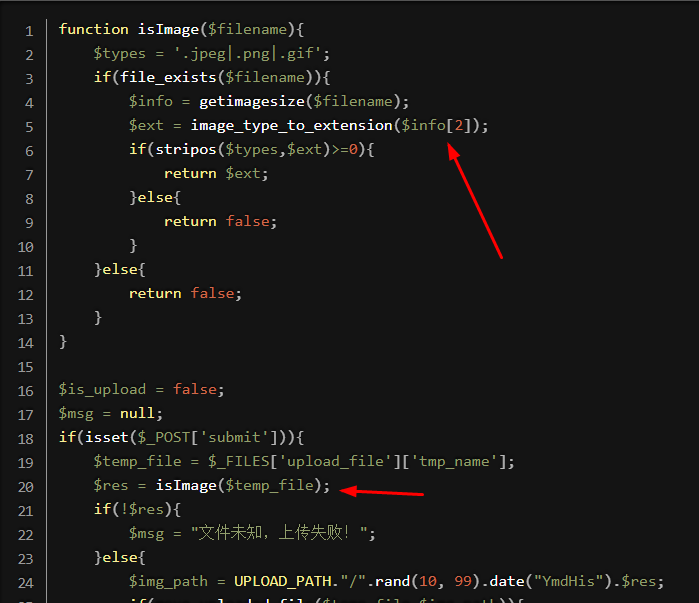 1 function isImage($filename){
2 $types = '.jpeg|.png|.gif';
3 if(file_exists($filename)){
4 $info = getimagesize($filename);
5 $ext = image_type_to_extension($info[2]);
6 if(stripos($types,$ext)>=0){
7 return $ext;
8 }else{
9 return false;
10 }
11 }else{
12 return false;
13 }
14 }
15
16 $is_upload = false;
17 $msg = null;
18 if(isset($_POST['submit'])){
19 $temp_file = $_FILES['upload_file']['tmp_name'];
20 $res = isImage($temp_file);
21 if(!$res){
22 $msg = "文件未知，上传失败！";
23 }else{
24 $img_path = UPLOAD_PATH."/".rand(10, 99).date("YmdHis").$res;